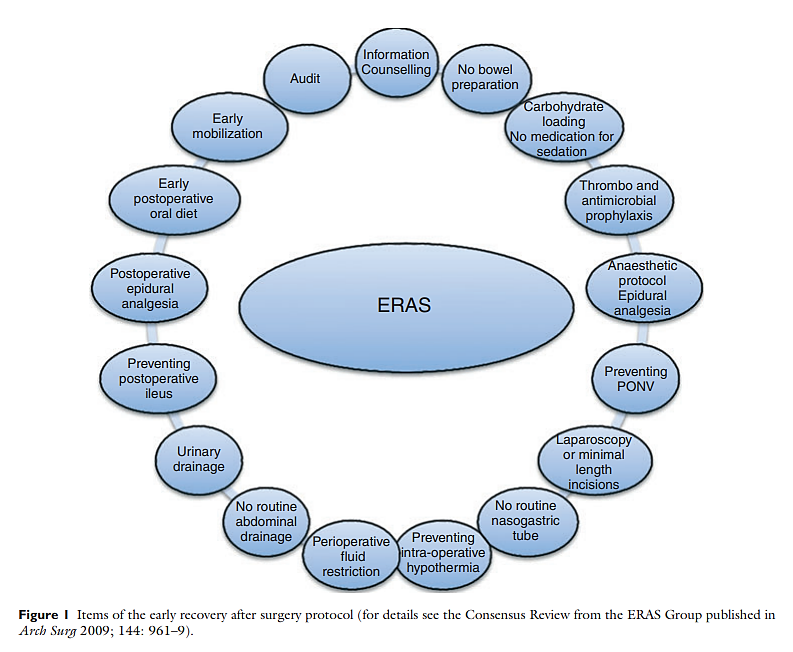 Information
Counselling
No bowel
preparation
Carbohydrate
loading
No medication for
sedation
Thrombo and
antimicrobial
prophylaxis
Anaesthetic
protocol
Epidural
analgesia
Preventing
PONV
Laparoscopy
or minimal
length
incisions
No routine
nasogastric
tube
Preventing
intra-operative
hypothermia
Perioperative
fluid
restriction
No routine
abdominal
drainage
Urinary
drainage
Preventing
postoperative
ileus
Postoperative
epidural
analgesia
Early
postoperative
oral diet
Early
mobilization
Audit
ERAS
Figure 1 Items of the early recovery after surgery protocol (for details see the Consensus Review from the ERAS Group published in
Arch Surg 2009; 144: 961–9).